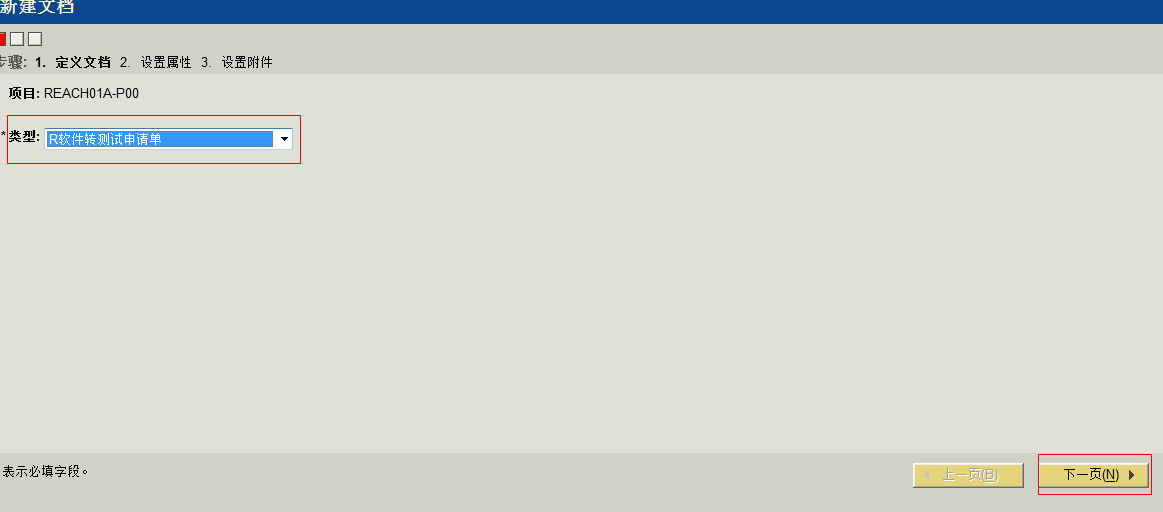 新建文档
步骤: 1. 定义文档 2. 设置属性 3. 设置附件
项目: REACH01A-P00
*类型: R软件转测试申请单
表示必填字段。
上一页(B) 下一页(N)